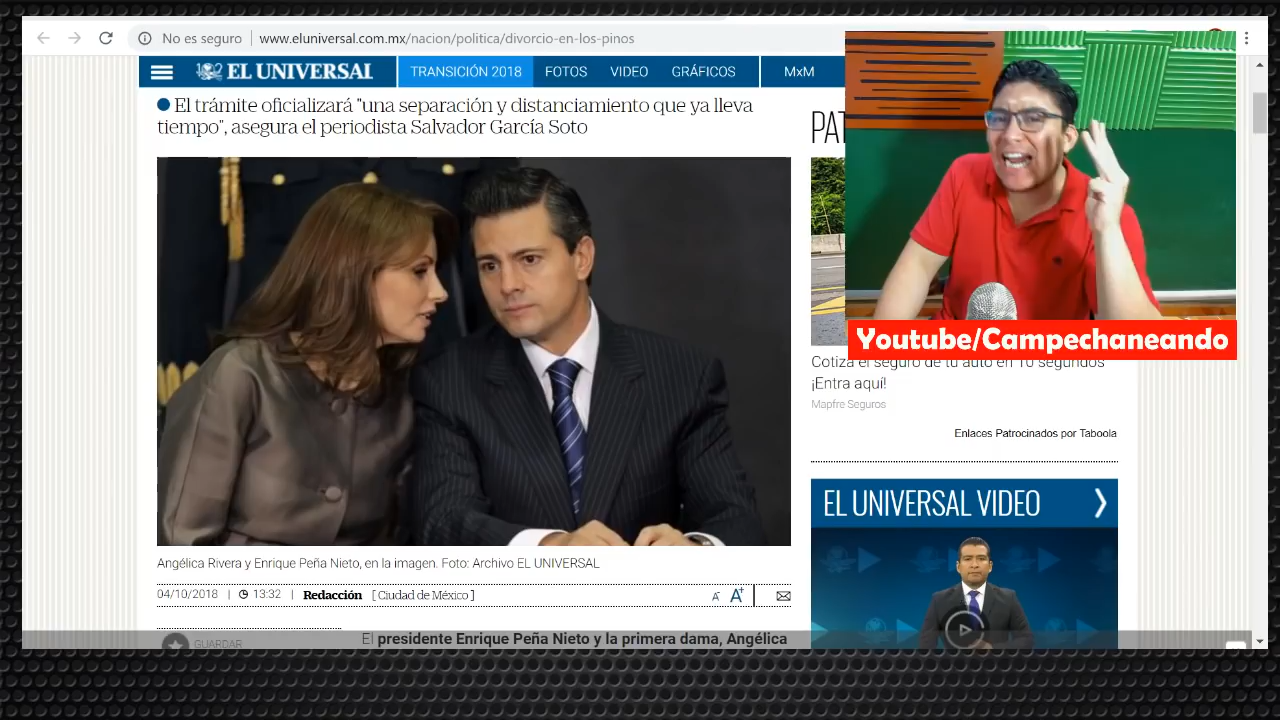 No es seguro | www.eluniversal.com.mx/nacion/politica/divorcio-en-los-pinos
EL UNIVERSAL
TRANSICIÓN 2018 FOTOS VIDEO GRÁFICOS MxM
El trámite oficializará "una separación y distanciamiento que ya lleva
tiempo", asegura el periodista Salvador García Soto
Angélica Rivera y Enrique Peña Nieto, en la imagen. Foto: Archivo EL UNIVERSAL
04/10/2018 | 13:32 | Redacción [ Ciudad de México ]
A- A+
GUARDAR
El presidente Enrique Peña Nieto y la primera dama, Angélica
PAT
Youtube/Campechaneando
Cotiza el seguro de tu auto en 10 segundos
¡Entra aquí!
Mapfre Seguros
Enlaces Patrocinados por Taboola
EL UNIVERSAL VIDEO